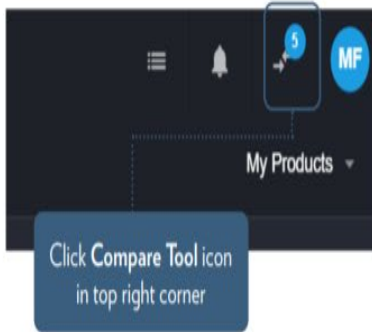 5
MF
My Products
Click Compare Tool icon
in top right corner